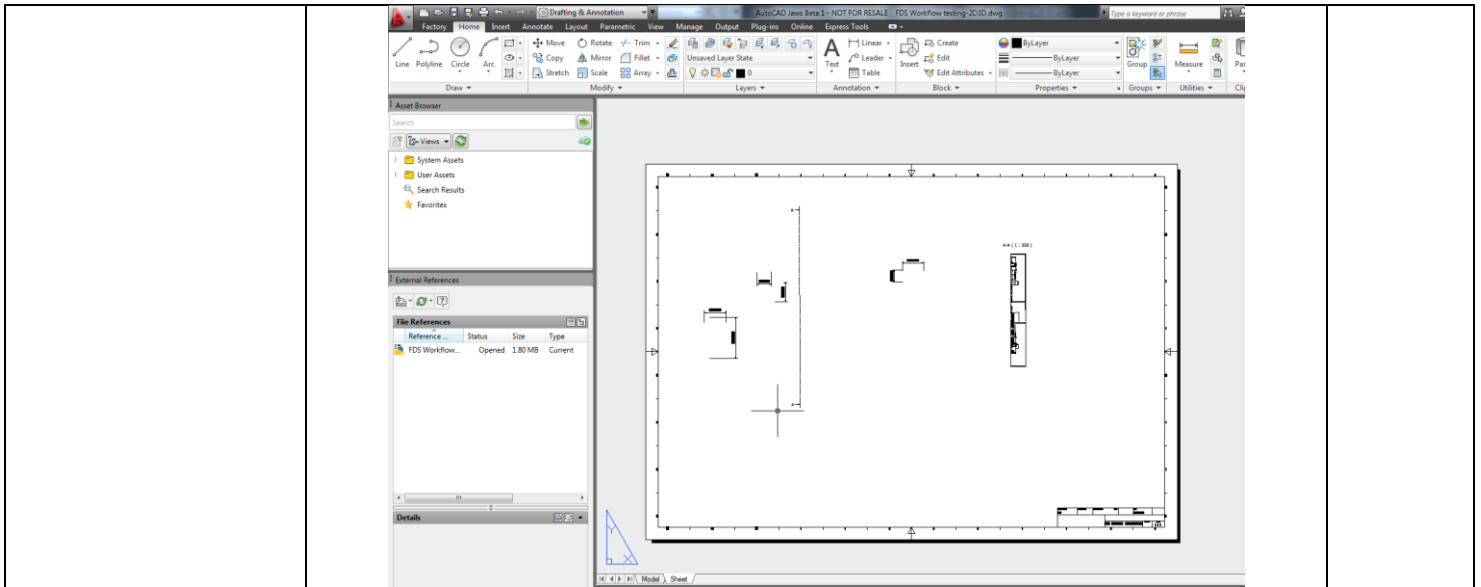 Drafting & Annotation
AutoCAD Jaws Beta 1 - NOT FOR RESALE FDS Workflow testing-2D3D.dwg
Type a keyword or phrase
Factory Home Insert Annotate Layout Parametric View Manage Output Plug-ins Online Express Tools
Line Polyline Circle Arc
Move Rotate Trim
Copy Mirror Fillet
Stretch Scale Array
Unsaved Layer State
0
Text
Linear
Leader
Table
Insert
Create
Edit
Edit Attributes
ByLayer
ByLayer
ByLayer
Group
Measure
Pas
Draw Modify Layers Annotation Block Properties Groups Utilities Cli
Asset Browser
Search
Views
System Assets
User Assets
Search Results
Favorites
External References
File References
Reference ... Status Size Type
FDS Workflow... Opened 1.80 MB Current
Details
A
A-A ( 1 : 300 )
A
Y
X
Model Sheet